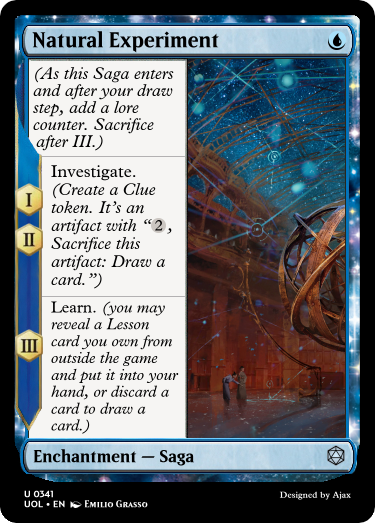 Natural Experiment
(As this Saga enters
and after your draw
step, add a lore
counter. Sacrifice
after III.)
I
II
Investigate.
(Create a Clue
token. It's an
artifact with “2,
Sacrifice this
artifact: Draw a
card.”)
III
Learn. (you may
reveal a Lesson
card you own from
outside the game
and put it into your
hand, or discard a
card to draw a
card.)
Enchantment — Saga
U 0341
UOL • EN Emilio Grasso
Designed by Ajax